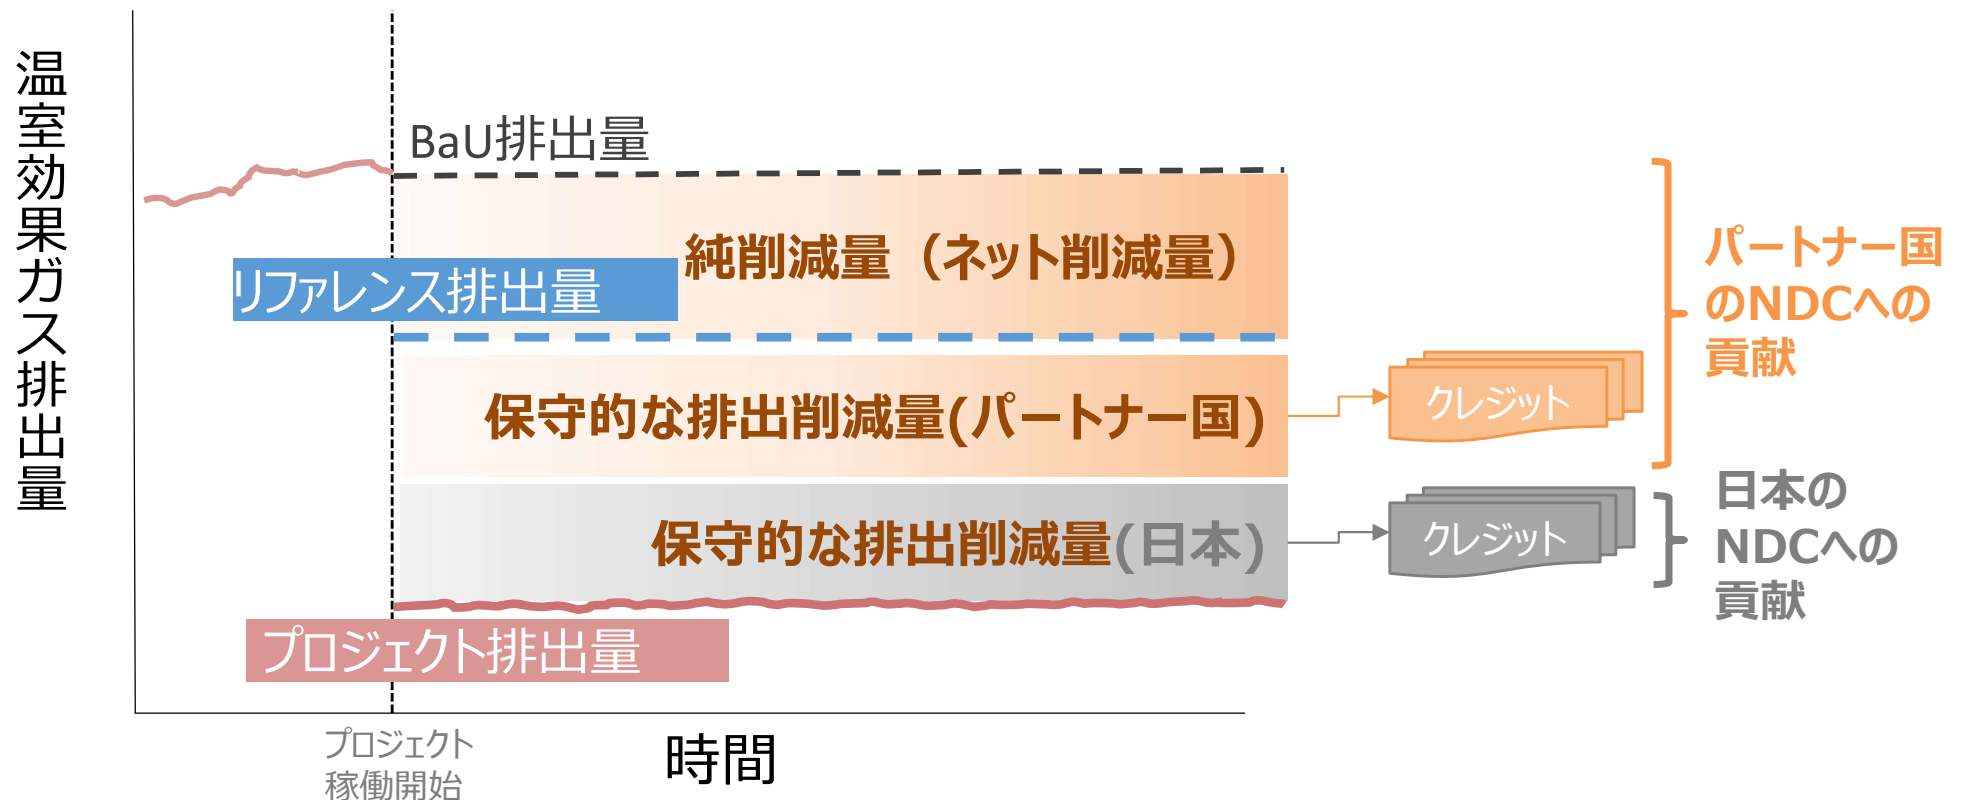 温室効果ガス排出量
BaU排出量
純削減量（ネット削減量）
リファレンス排出量
保守的な排出削減量(パートナー国)
保守的な排出削減量(日本)
プロジェクト排出量
プロジェクト
稼働開始
時間
クレジット
クレジット
パートナー国
のNDCへの
貢献
日本の
NDCへの
貢献